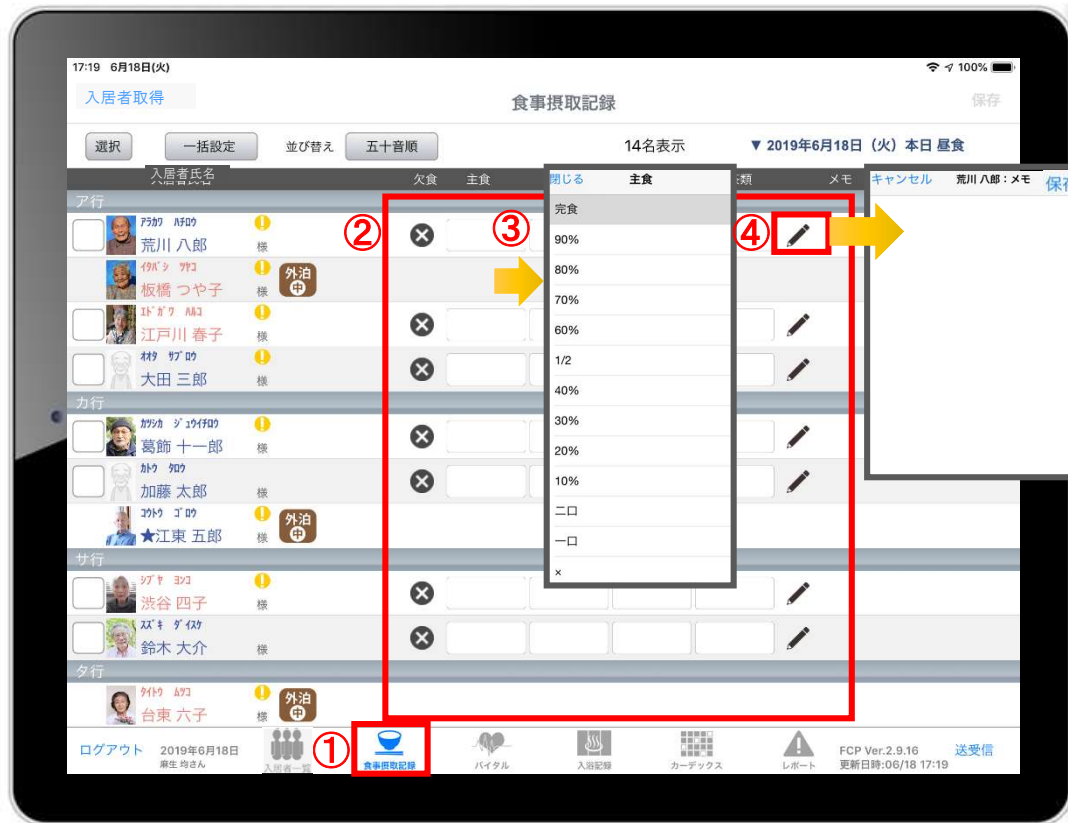 17:19 6月18日(火)
100%
入居者取得
食事摂取記録
保存
選択
一括設定
並び替え
五十音順
14名表示
▼ 2019年6月18日（火）本日 昼食
入居者氏名
欠食
主食
メモ
閉じる
主食
キャンセル
荒川 八郎：メモ
ア行
完食
90%
80%
70%
60%
1/2
40%
30%
20%
10%
二口
一口
×
②
③
④
ｱﾗｶﾜ ﾊﾁﾛｳ
荒川 八郎 様
ｲﾀﾊﾞｼ ﾂﾔｺ
板橋 つや子 様
外泊中
ｴﾄﾞｶﾞﾜ ﾊﾙｺ
江戸川 春子 様
ｵｵﾀ ｻﾌﾞﾛｳ
大田 三郎 様
カ行
ｶﾂｼｶ ｼﾞｭｳｲﾁﾛｳ
葛飾 十一郎 様
ｶﾄｳ ﾀﾛｳ
加藤 太郎 様
ｺｳﾄｳ ｺﾞﾛｳ
★江東 五郎 様
外泊中
サ行
ｼﾌﾞﾔ ﾖﾝｺ
渋谷 四子 様
ｽｽﾞｷ ﾀﾞｲｽｹ
鈴木 大介 様
タ行
ﾀｲﾄｳ ﾑﾂｺ
台東 六子 様
外泊中
ログアウト
2019年6月18日
麻生 均さん
入居者一覧
①
食事摂取記録
バイタル
入浴記録
カーデックス
レポート
FCP Ver.2.9.16
更新日時:06/18 17:19
送受信